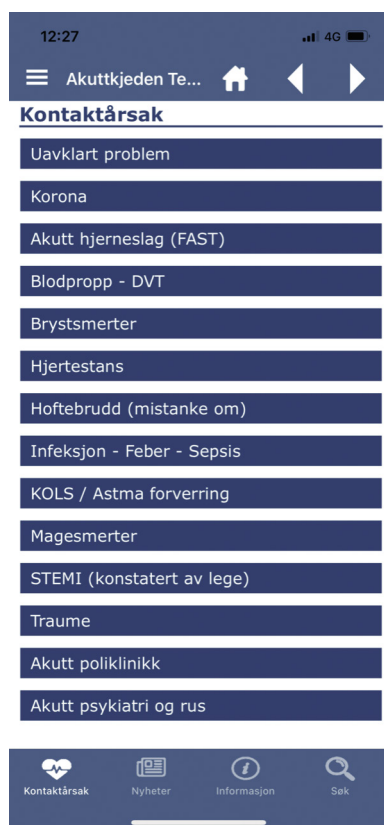 12:27
4G
Akuttkjeden Te...
Kontaktårsak
Uavklart problem
Korona
Akutt hjerneslag (FAST)
Blodpropp - DVT
Brystsmerter
Hjertestans
Hoftebrudd (mistanke om)
Infeksjon - Feber - Sepsis
KOLS / Astma forverring
Magesmerter
STEMI (konstatert av lege)
Traume
Akutt poliklinikk
Akutt psykiatri og rus
Kontaktårsak
Nyheter
Informasjon
Søk